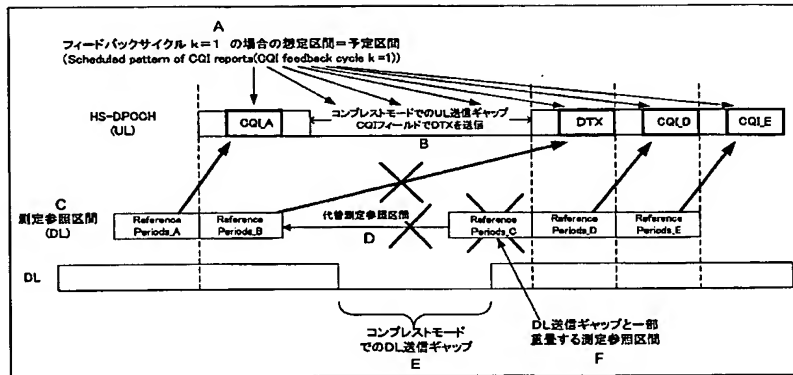 A
フィードバックサイクル k=1 の場合の想定区間=予定区間
(Scheduled pattern of CQI reports(CQI feedback cycle k =1))
HS-DPCCH
(UL)
CQI_A
コンプレストモードでのUL送信ギャップ
CQIフィールドでDTXを送信
B
DTX
CQI_D
CQI_E
C
測定参照区間
(DL)
Reference
Periods_A
Reference
Periods_B
代替測定参照区間
D
Reference
Periods_C
Reference
Periods_D
Reference
Periods_E
DL
コンプレストモード
でのDL送信ギャップ
E
DL送信ギャップと一部
重畳する測定参照区間
F